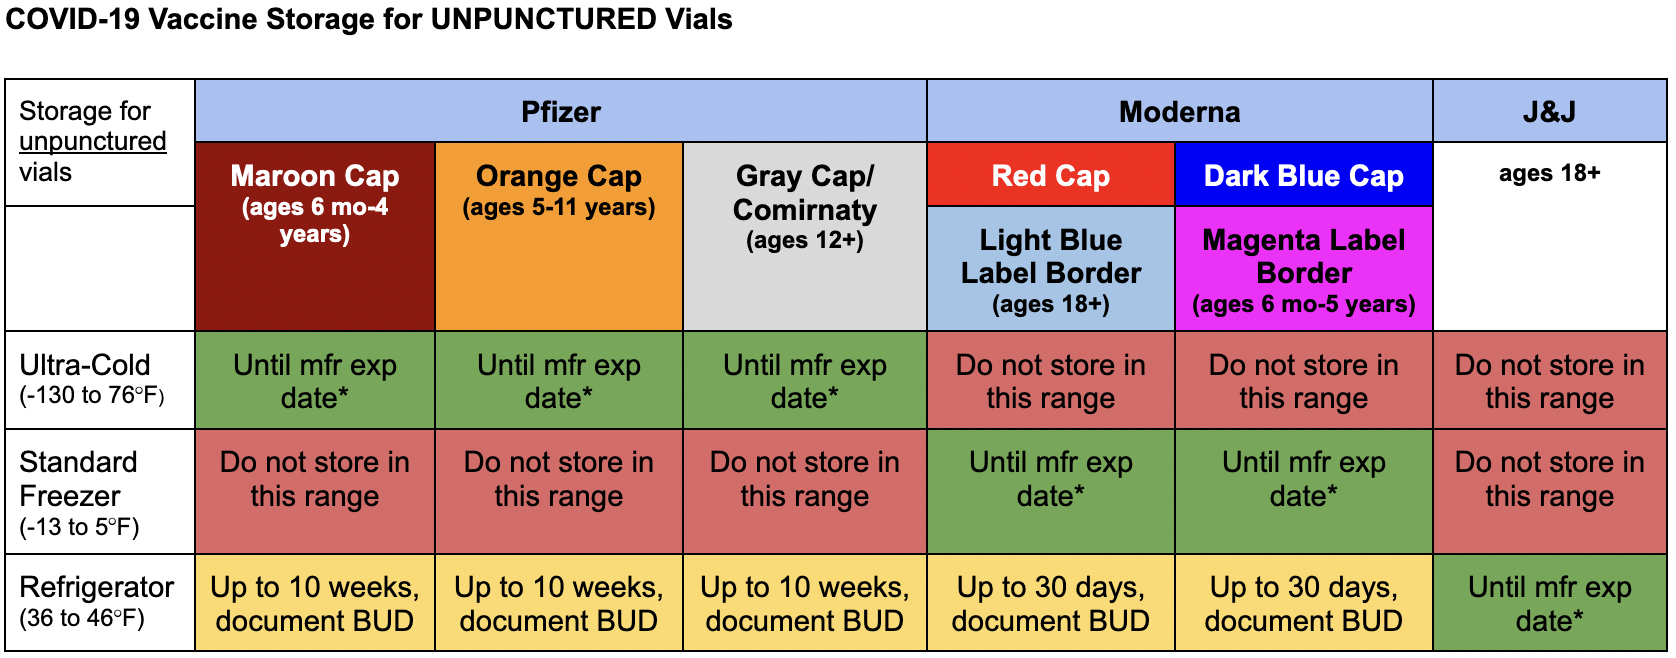 COVID-19 Vaccine Storage for UNPUNCTURED Vials
Storage for
unpunctured
vials
Pfizer
Moderna
J&J
Maroon Cap
(ages 6 mo-4
years)
Orange Cap
(ages 5-11 years)
Gray Cap/
Comirnaty
(ages 12+)
Red Cap
Light Blue
Label Border
(ages 18+)
Dark Blue Cap
Magenta Label
Border
(ages 6 mo-5 years)
ages 18+
Ultra-Cold
(-130 to 76°F)
Until mfr exp
date*
Until mfr exp
date*
Until mfr exp
date*
Do not store in
this range
Do not store in
this range
Do not store in
this range
Standard
Freezer
(-13 to 5°F)
Do not store in
this range
Do not store in
this range
Do not store in
this range
Until mfr exp
date*
Until mfr exp
date*
Do not store in
this range
Refrigerator
(36 to 46°F)
Up to 10 weeks,
document BUD
Up to 10 weeks,
document BUD
Up to 10 weeks,
document BUD
Up to 30 days,
document BUD
Up to 30 days,
document BUD
Until mfr exp
date*